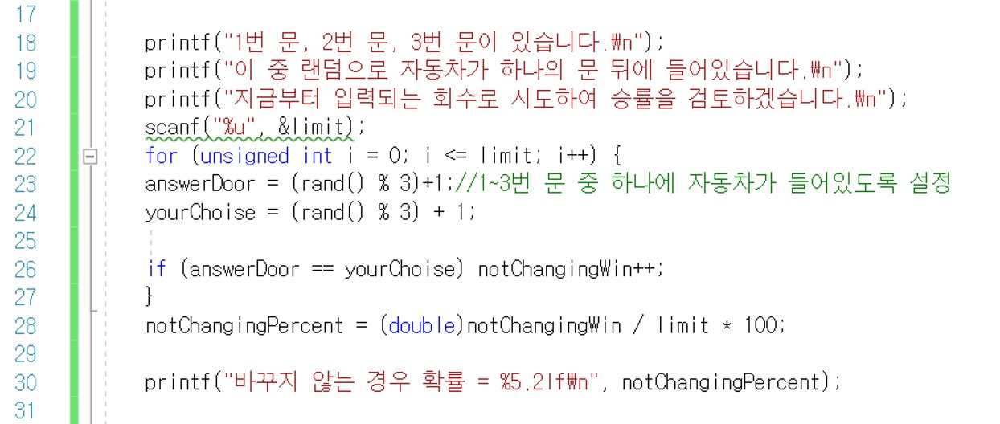 17
18 printf("1번 문, 2번 문, 3번 문이 있습니다.₩n");
19 printf("이 중 랜덤으로 자동차가 하나의 문 뒤에 들어있습니다.₩n");
20 printf("지금부터 입력되는 회수로 시도하여 승률을 검토하겠습니다.₩n");
21 scanf("%u", &limit);
22 for (unsigned int i = 0; i <= limit; i++) {
23 answerDoor = (rand() % 3)+1;//1~3번 문 중 하나에 자동차가 들어있도록 설정
24 yourChoise = (rand() % 3) + 1;
25
26 if (answerDoor == yourChoise) notChangingWin++;
27 }
28 notChangingPercent = (double)notChangingWin / limit * 100;
29
30 printf("바꾸지 않는 경우 확률 = %5.2lf₩n", notChangingPercent);
31